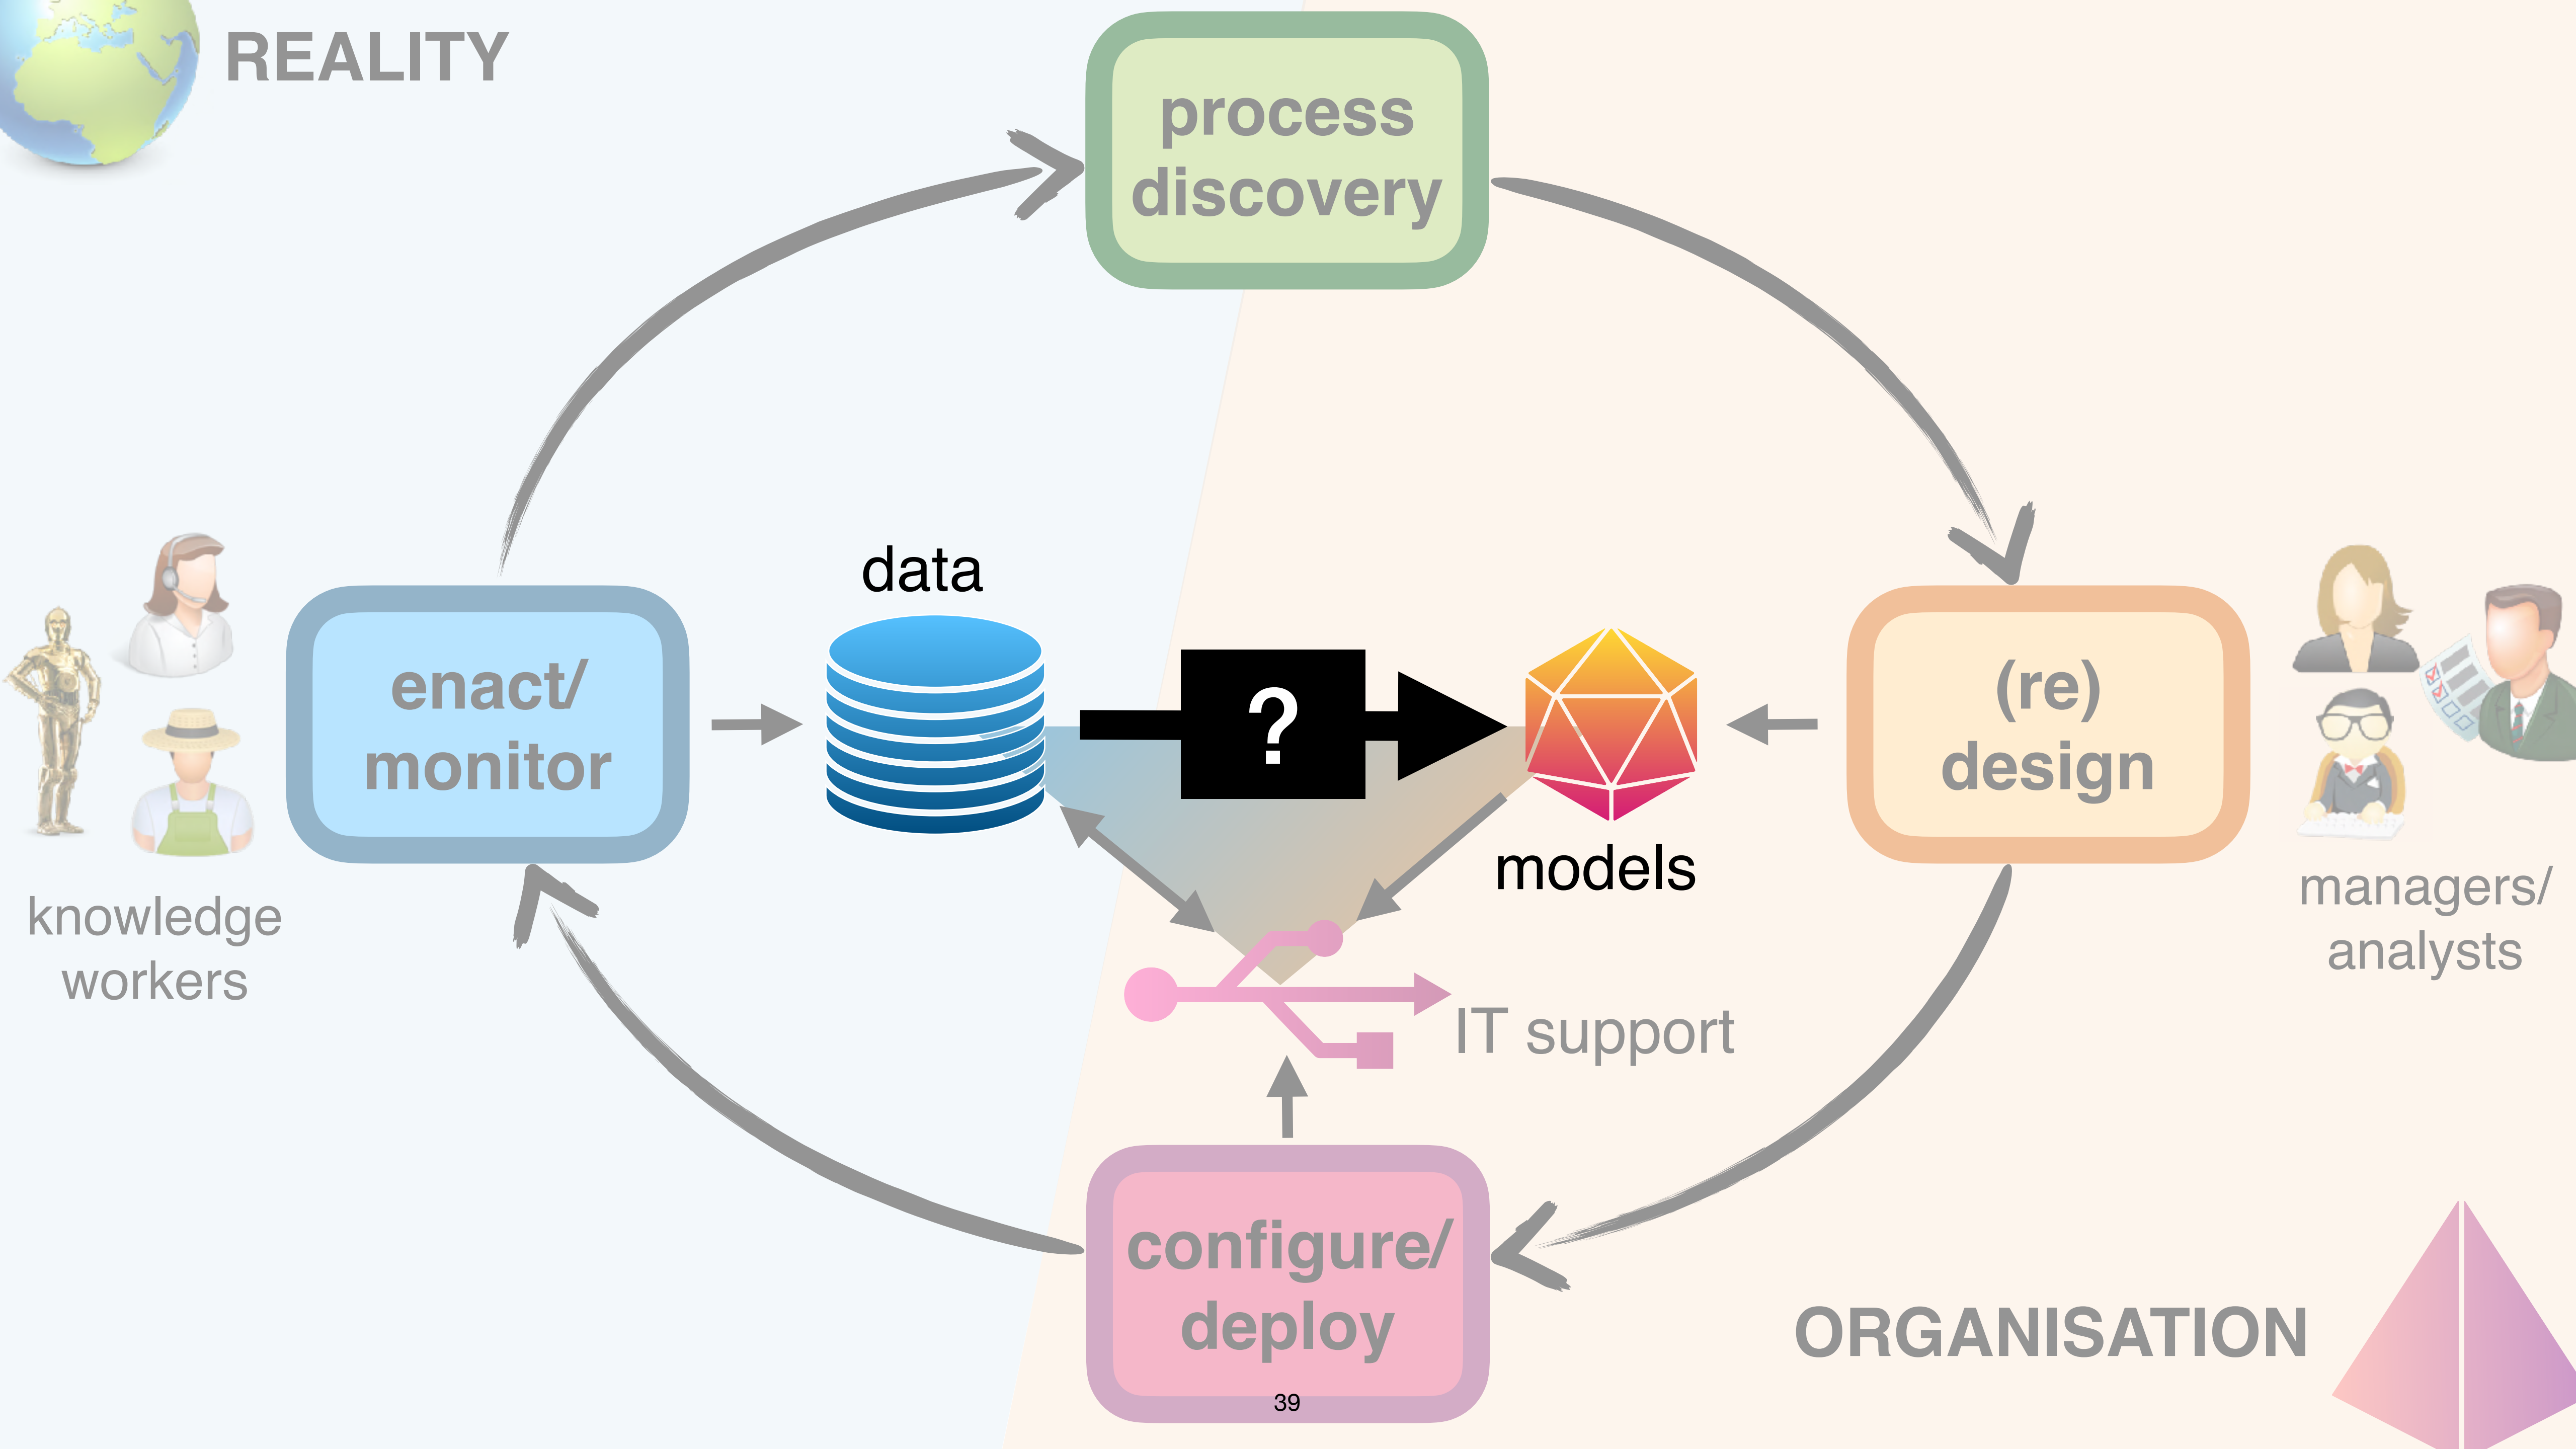 REALITY
process
discovery
data
enact/
monitor
?
(re)
design
models
knowledge
workers
managers/
analysts
IT support
configure/
deploy
ORGANISATION
39